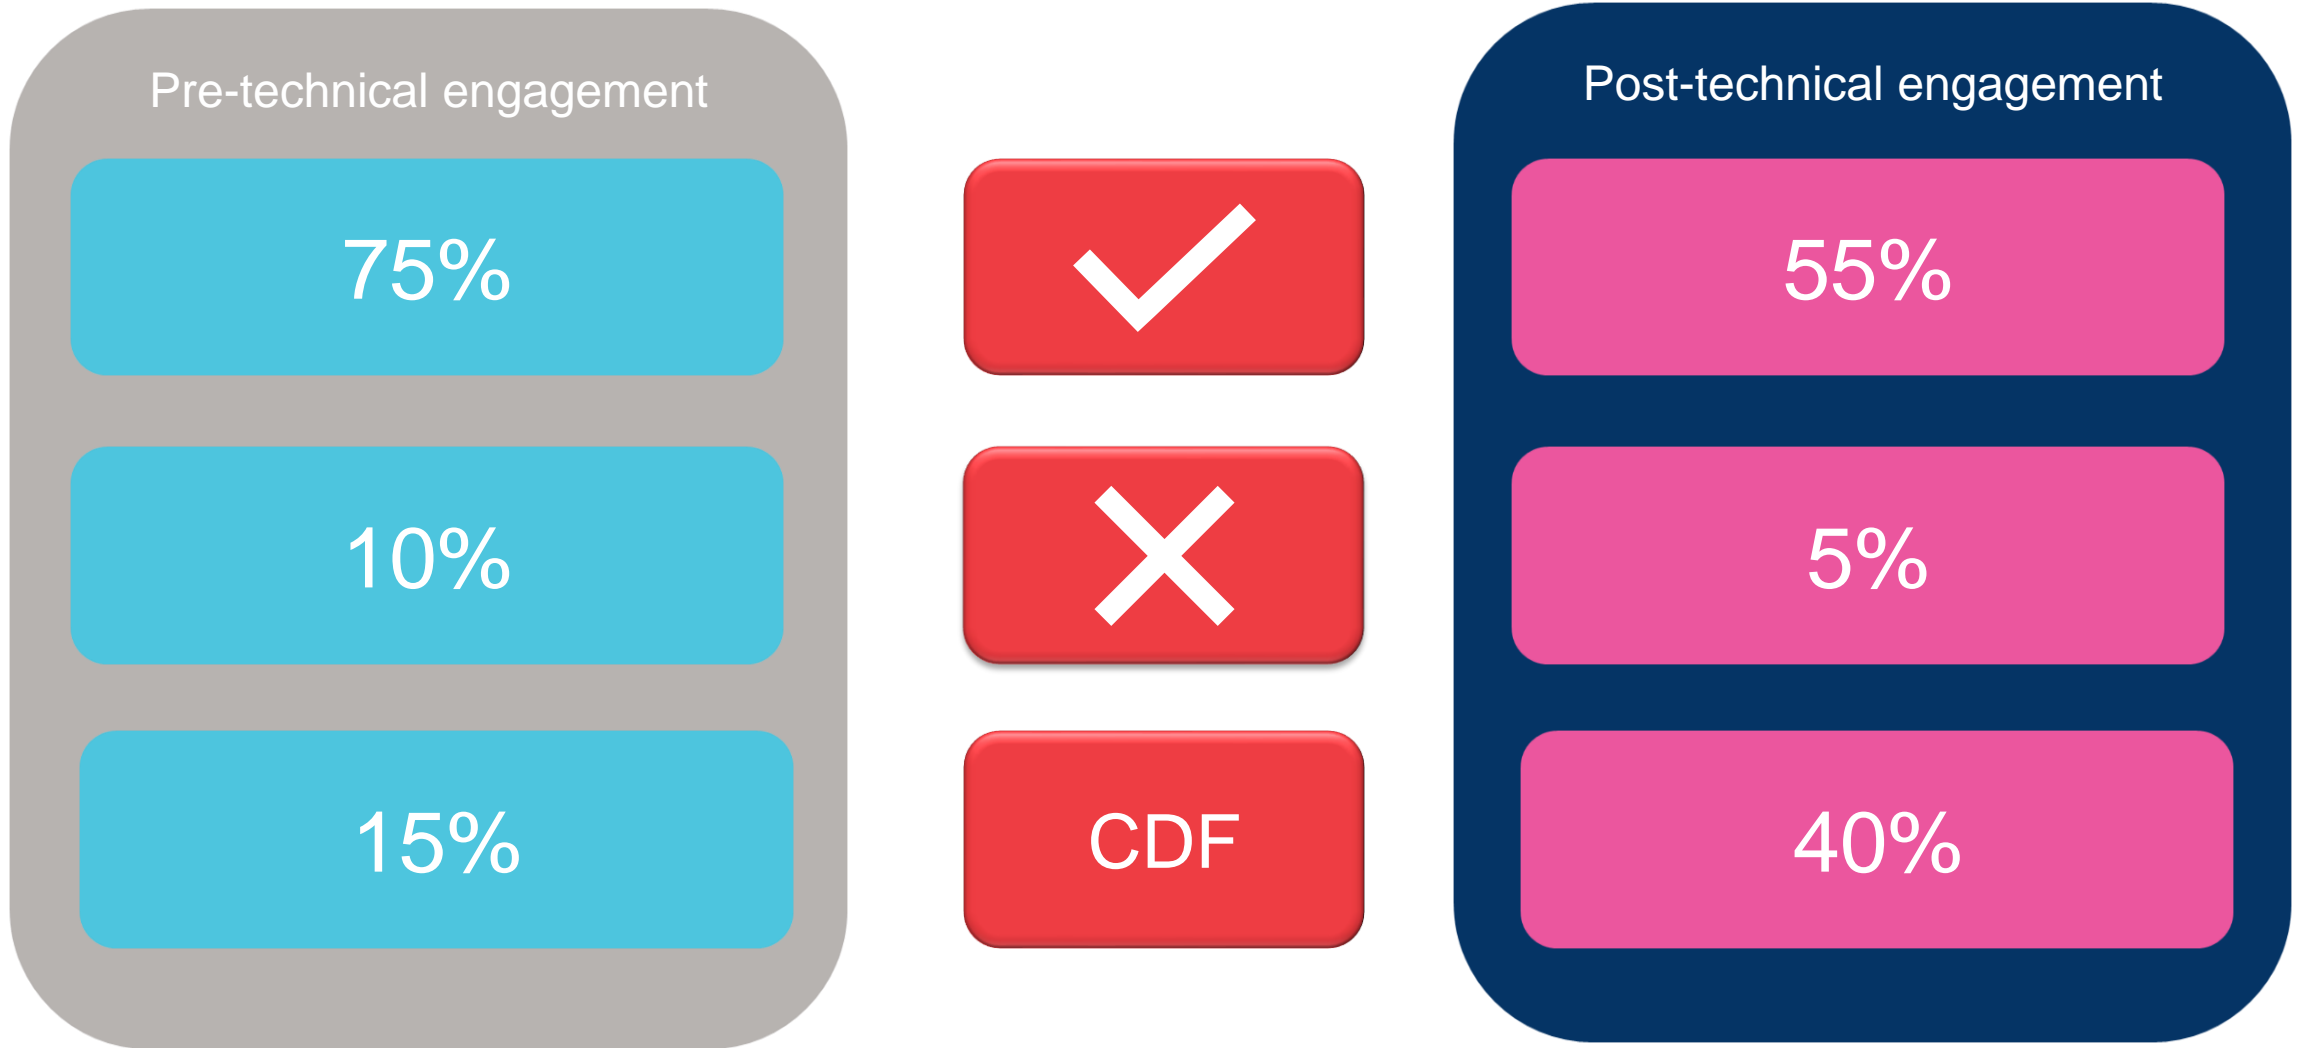 Pre-technical engagement
Post-technical engagement
75%
55%
10%
5%
15%
CDF
40%